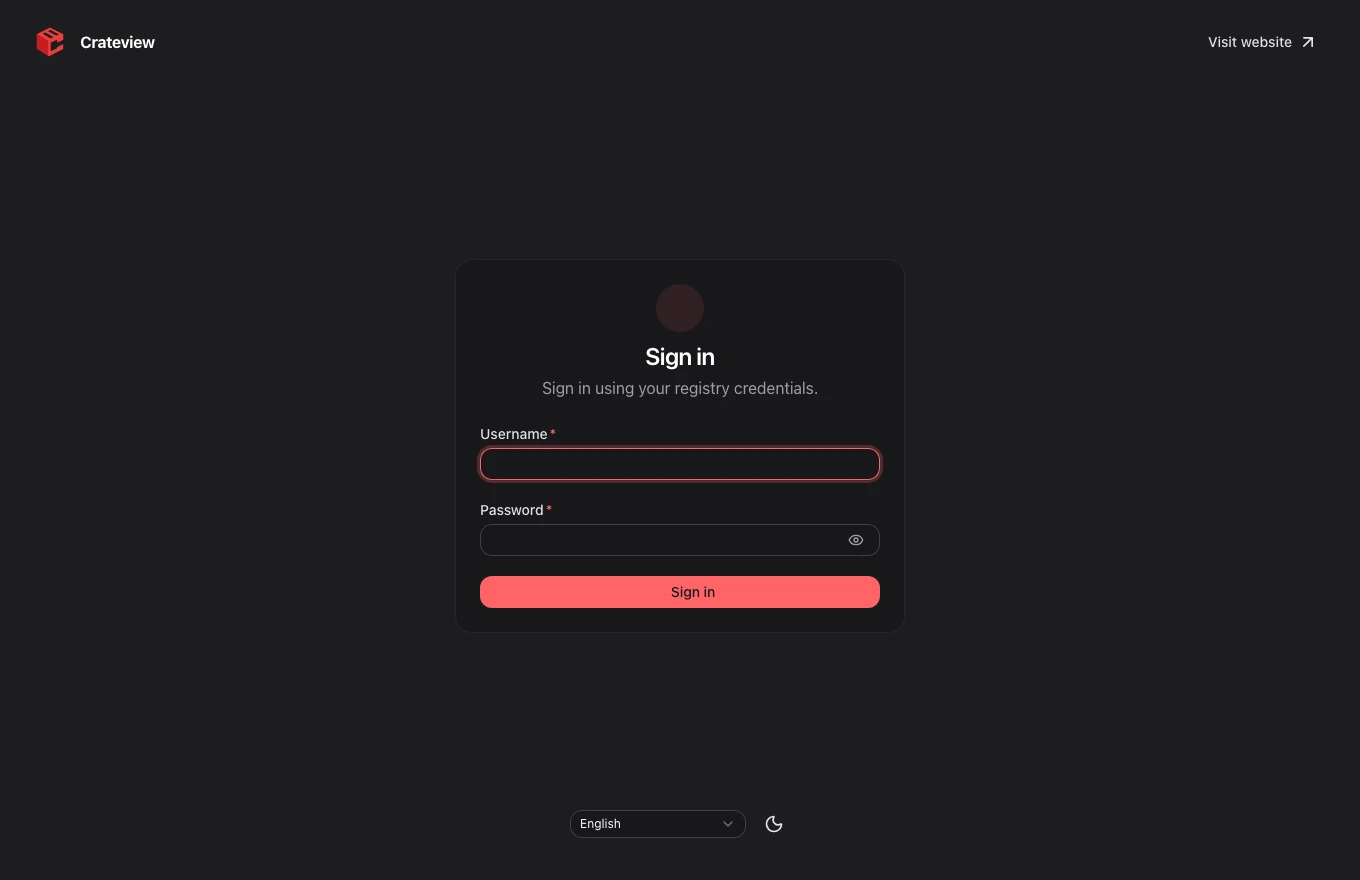 Crateview
Visit website
Sign in
Sign in using your registry credentials.
Username *
Password *
Sign in
English